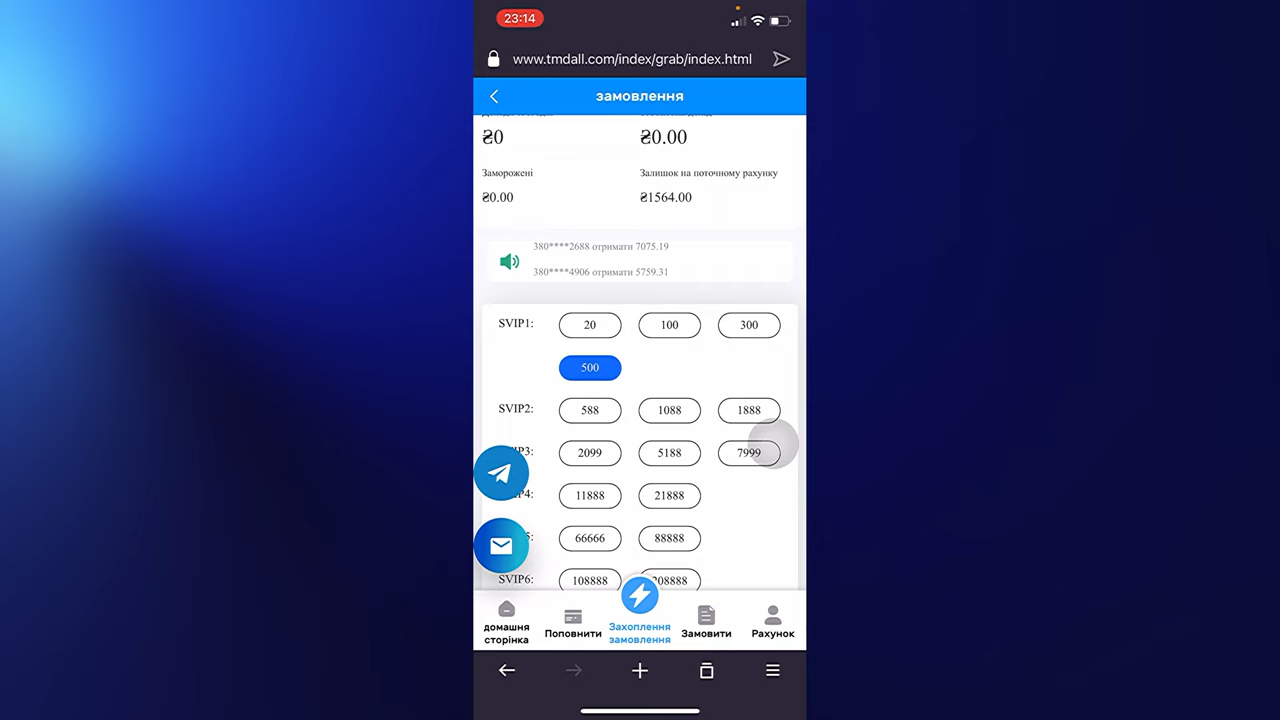 23:14
www.tmdall.com/index/grab/index.html
замовлення
₴0 ₴0.00
Заморожені Залишок на поточному рахунку
₴0.00 ₴1564.00
380****2688 отримати 7075.19
380****4906 отримати 5759.31
SVIP1: 20 100 300
500
SVIP2: 588 1088 1888
2099 5188 7999
11888 21888
66666 88888
SVIP6: 108888 208888
домашня сторінка
Поповнити
Захоплення замовлення
Замовити
Рахунок